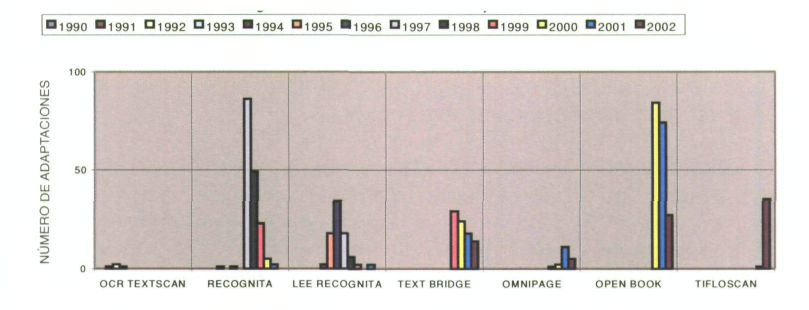 1990 1991 1992 1993 1994 1995 1996 1997 1998 1999 2000 2001 2002
NÚMERO DE ADAPTACIONES
100
50
0
OCR TEXTSCAN RECOGNITA LEE RECOGNITA TEXT BRIDGE OMNIPAGE OPEN BOOK TIFLOSCAN